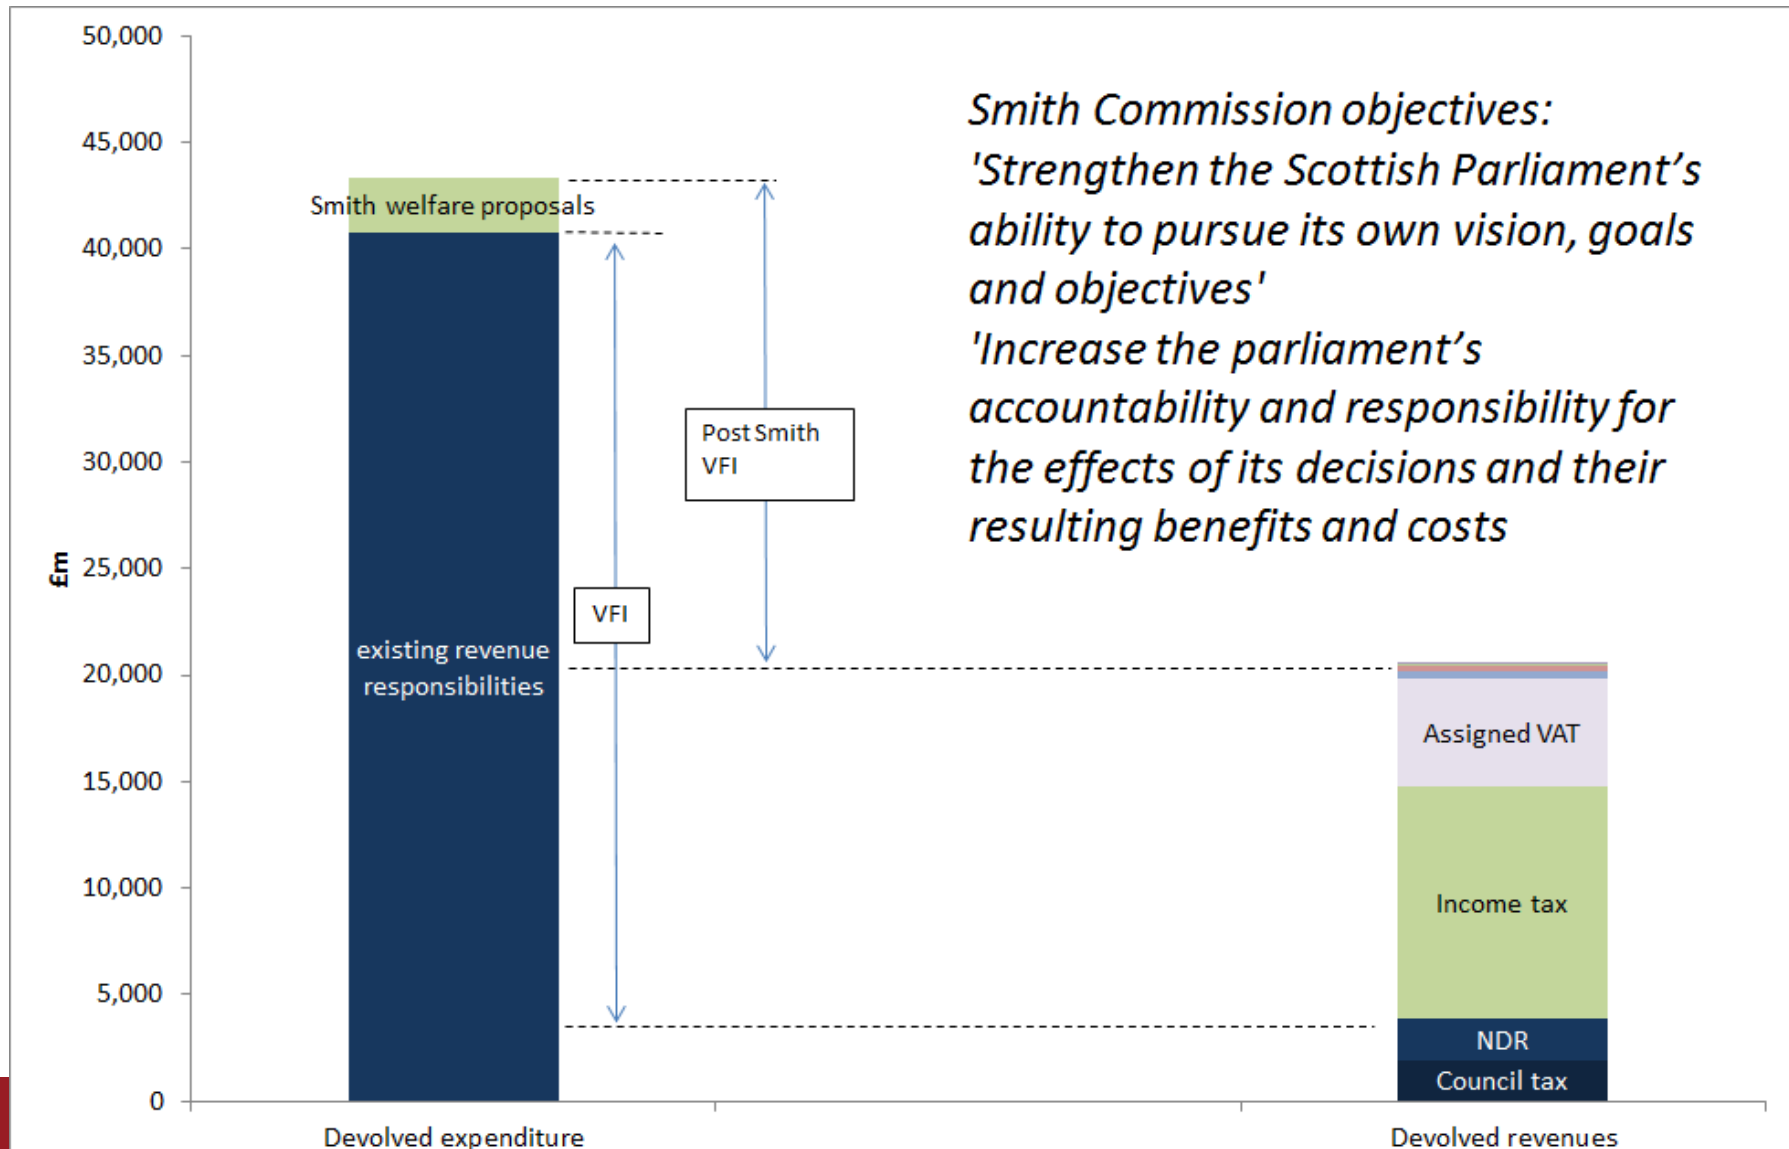 50,000
45,000
40,000
35,000
30,000
25,000
20,000
15,000
10,000
5,000
0
£m
Smith welfare proposals
existing revenue
responsibilities
VFI
Post Smith
VFI
Smith Commission objectives:
'Strengthen the Scottish Parliament’s
ability to pursue its own vision, goals
and objectives'
'Increase the parliament’s
accountability and responsibility for
the effects of its decisions and their
resulting benefits and costs
Assigned VAT
Income tax
NDR
Council tax
Devolved expenditure
Devolved revenues